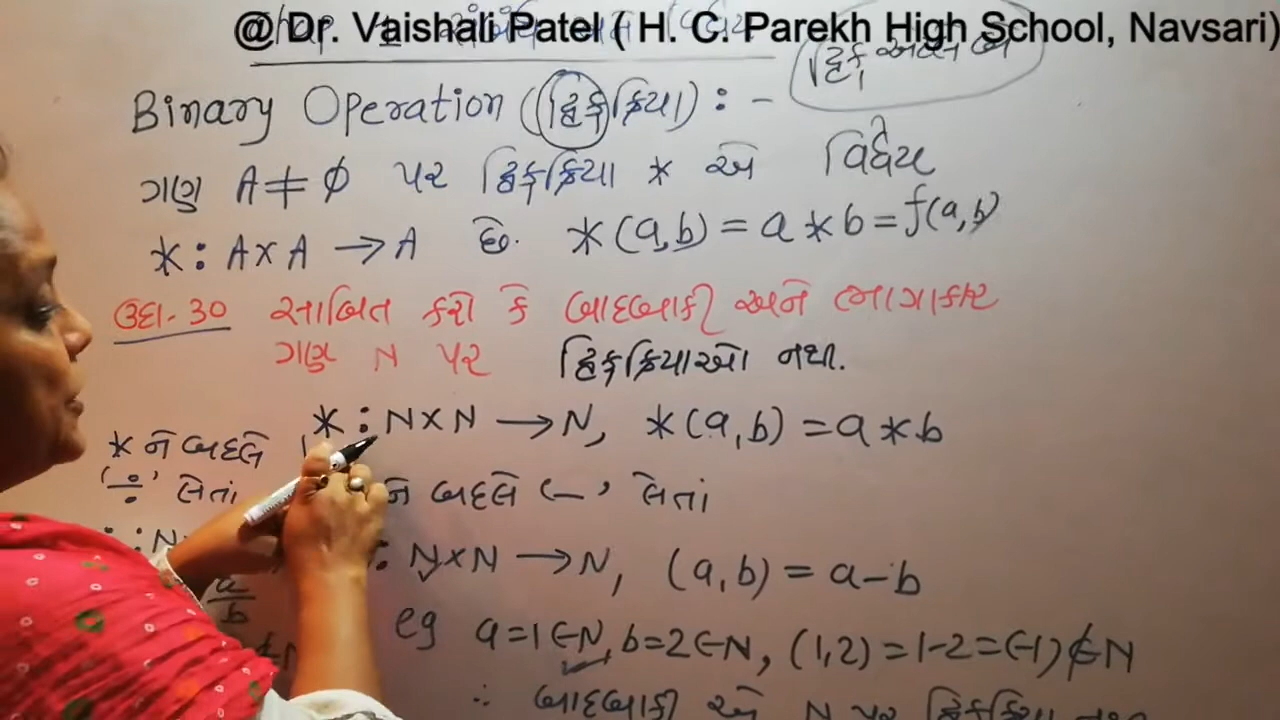 @ Dr. Vaishali Patel ( H. C. Parekh High School, Navsari)
Binary Operation (દ્વિક્ક્રિયા) : -
ગણ A ≠ ∅ પર દ્વિક્ક્રિયા * એ વિધેય
* : A × A → A છે. *(a,b) = a * b = f(a,b)
ઉદા-30 સાબિત કરો કે બાદબાકી અને ભાગાકાર
ગણ N પર દ્વિક્ક્રિયાઓ નથી.
* : N × N → N, *(a,b) = a * b
* ને બદલે
'÷' લેતાં
ને બદલે '-' લેતાં
: N × N → N, (a,b) = a - b
a/b
eg a = 1 ∈ N, b = 2 ∈ N, (1,2) = 1-2 = (-1) ∉ N
∴ બાદબાકી એ N પર દ્વિક્ક્રિયા